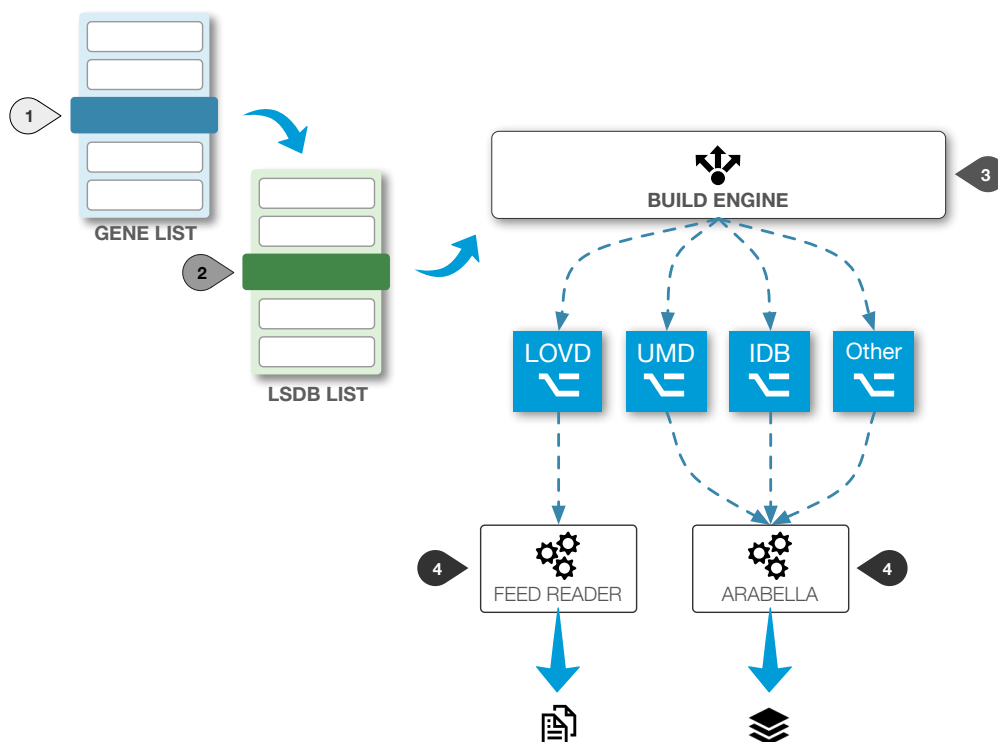 1
GENE LIST
2
LSDB LIST
BUILD ENGINE
3
LOVD
UMD
IDB
Other
4
FEED READER
ARABELLA
4